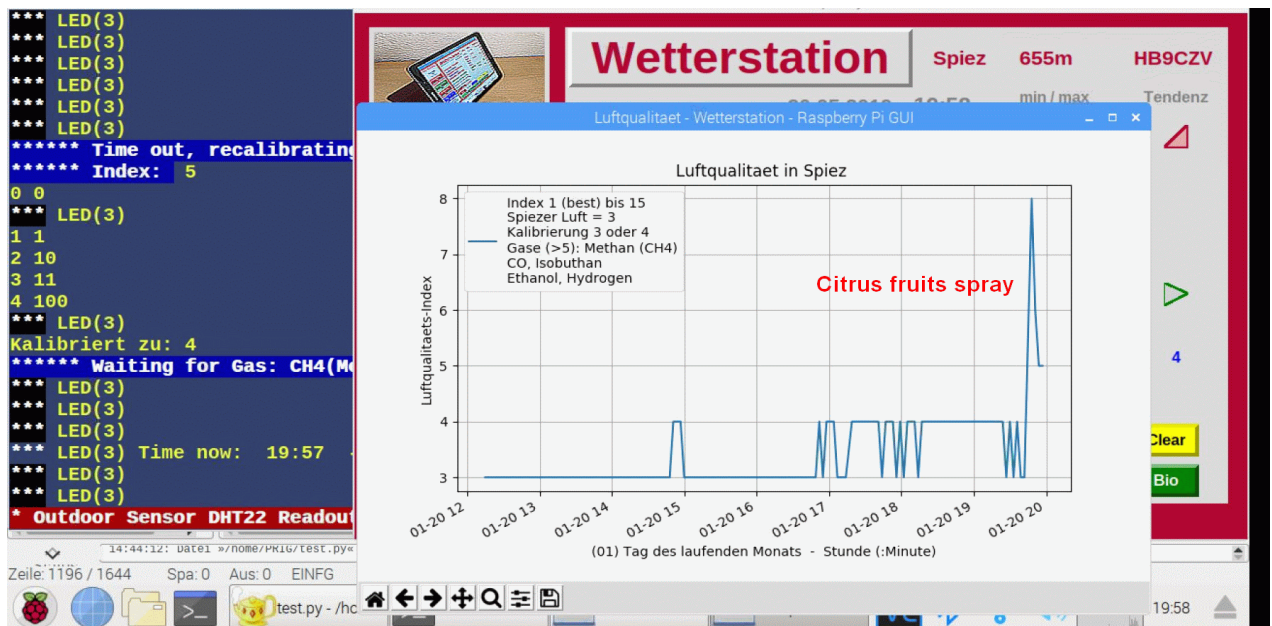 *** LED(3)
*** LED(3)
*** LED(3)
*** LED(3)
*** LED(3)
*** LED(3)
****** Time out, recalibrating
****** Index: 5
0 0
*** LED(3)
1 1
2 10
3 11
4 100
*** LED(3)
Kalibriert zu: 4
****** Waiting for Gas: CH4(Me
*** LED(3)
*** LED(3)
*** LED(3)
*** LED(3) Time now: 19:57
*** LED(3)
*** LED(3)
* Outdoor Sensor DHT22 Readout
Wetterstation
Spiez 655m HB9CZV
min / max Tendenz
Luftqualitaet - Wetterstation - Raspberry Pi GUI
Luftqualitaet in Spiez
Index 1 (best) bis 15
Spiezer Luft = 3
Kalibrierung 3 oder 4
Gase (>5): Methan (CH4)
CO, Isobuthan
Ethanol, Hydrogen
Citrus fruits spray
Luftqualitaets-Index
8
7
6
5
4
3
01-20 12
01-20 13
01-20 14
01-20 15
01-20 16
01-20 17
01-20 18
01-20 19
01-20 20
(01) Tag des laufenden Monats - Stunde (:Minute)
4
Clear
Bio
14:44:12: Datei »/home/PRIG/test.py«
Zeile: 1196 / 1644 Spa: 0 Aus: 0 EINFG
test.py - /hc
19:58